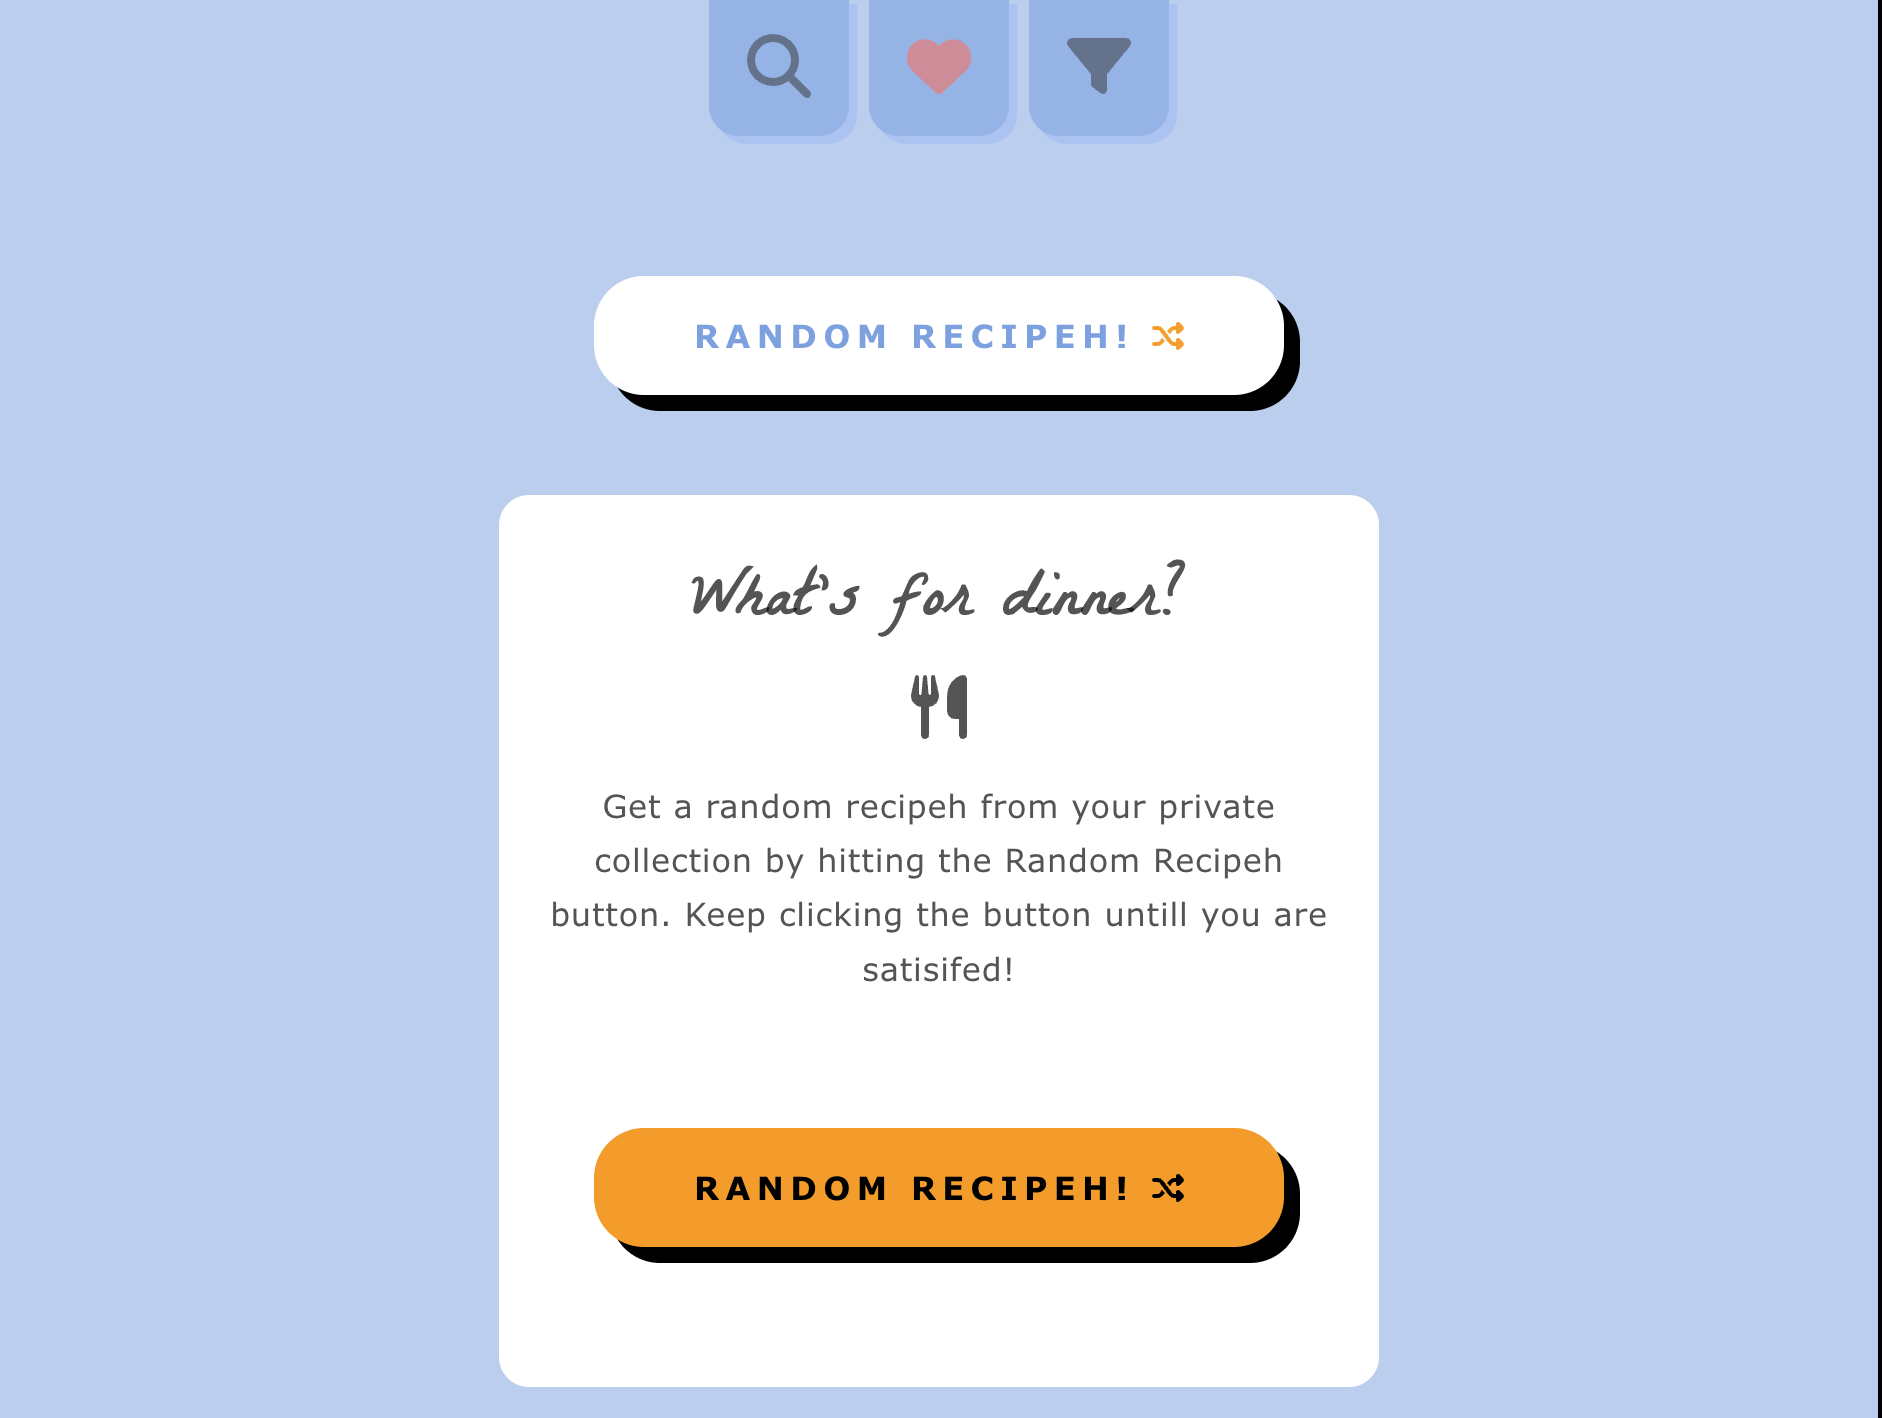 RANDOM RECIPEH!
What's for dinner?
Get a random recipeh from your private
collection by hitting the Random Recipeh
button. Keep clicking the button untill you are
satisifed!
RANDOM RECIPEH!